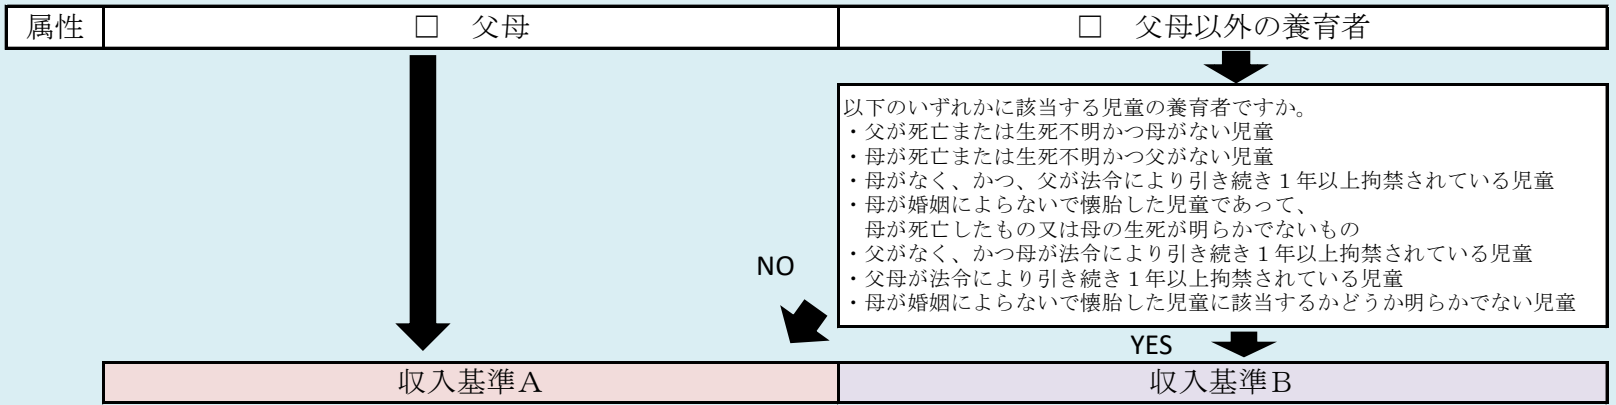 属性
□　父母
□　父母以外の養育者
以下のいずれかに該当する児童の養育者ですか。
・父が死亡または生死不明かつ母がない児童
・母が死亡または生死不明かつ父がない児童
・母がなく、かつ、父が法令により引き続き１年以上拘禁されている児童
・母が婚姻によらないで懐胎した児童であって、
　母が死亡したもの又は母の生死が明らかでないもの
・父がなく、かつ母が法令により引き続き１年以上拘禁されている児童
・父母が法令により引き続き１年以上拘禁されている児童
・母が婚姻によらないで懐胎した児童に該当するかどうか明らかでない児童
NO
YES
収入基準Ａ
収入基準Ｂ